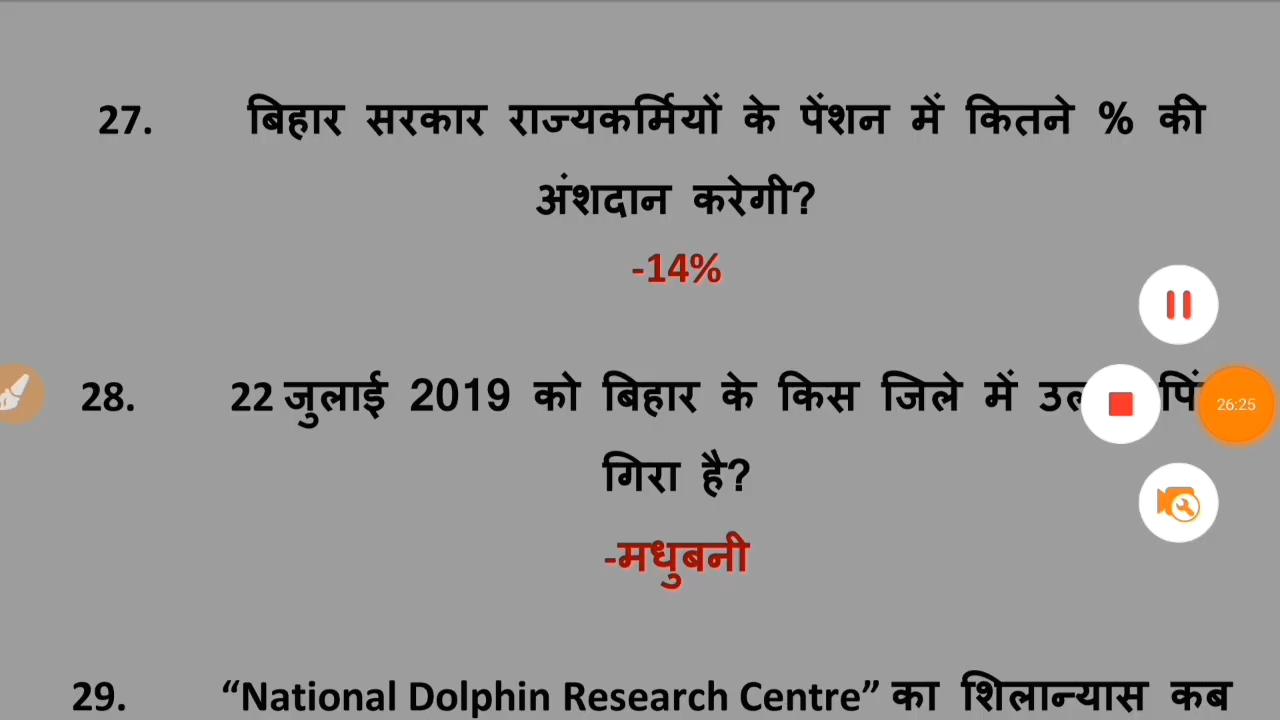 27. बिहार सरकार राज्यकर्मियों के पेंशन में कितने % की
अंशदान करेगी?
-14%
28. 22 जुलाई 2019 को बिहार के किस जिले में
गिरा है?
-मधुबनी
26:25
29. “National Dolphin Research Centre” का शिलान्यास कब